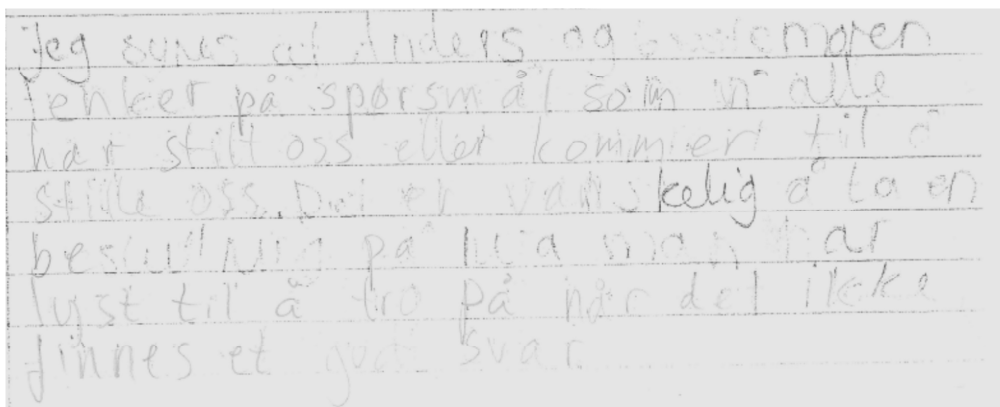 Jeg synes at Anders og bestemoren
tenker på spørsmål som vi alle
har stilt oss eller kommer til å
stille oss. Det er vanskelig å ta en
beslutning på hva man har
lyst til å tro på når det ikke
finnes et svar.